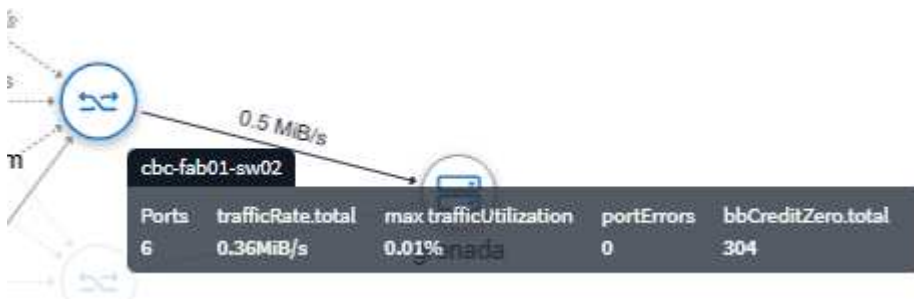 0.5 MiB/s
m
cbc-fab01-sw02
Ports trafficRate.total max trafficUtilization portErrors bbCreditZero.total
6 0.36MiB/s 0.01% 0 304
granada